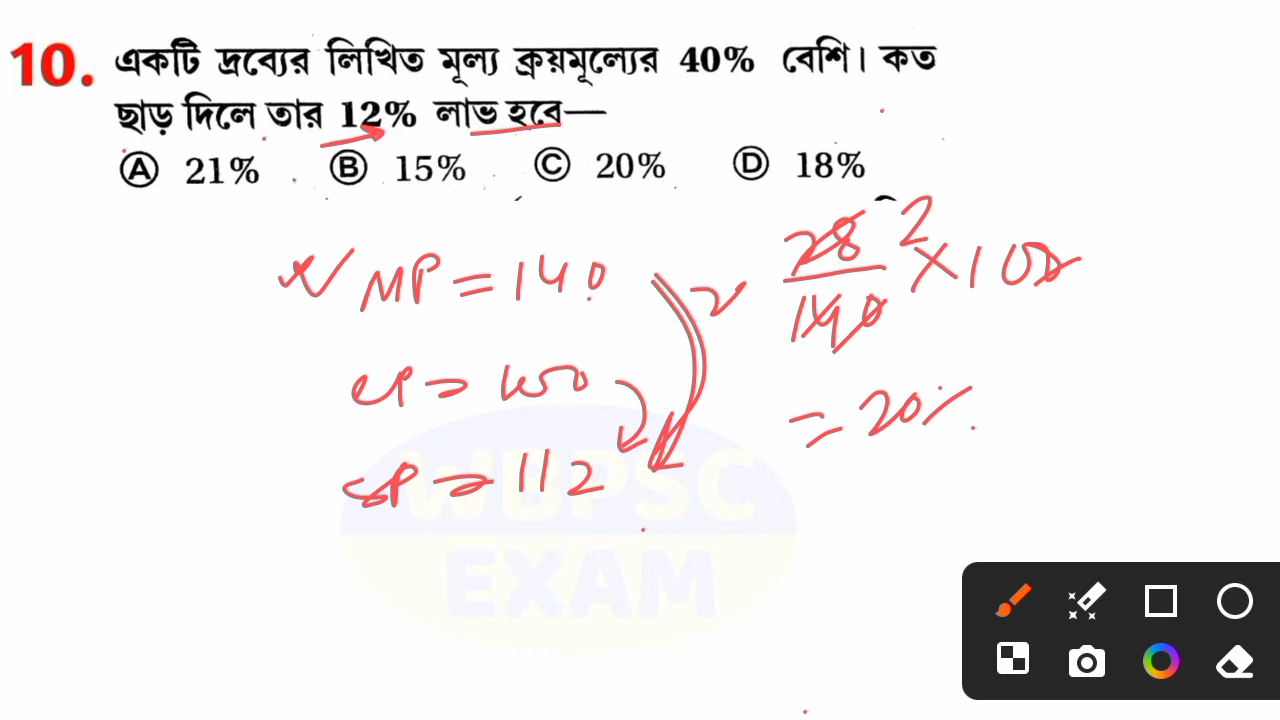 10. একটি দ্রব্যের লিখিত মূল্য ক্রয়মূল্যের 40% বেশি। কত
ছাড় দিলে তার 12% লাভ হবে—
Ⓐ 21% Ⓑ 15% Ⓒ 20% Ⓓ 18%
MP = 140
CP = 100
SP = 112
28/140 2 × 100
= 20%
WBPSC
EXAM